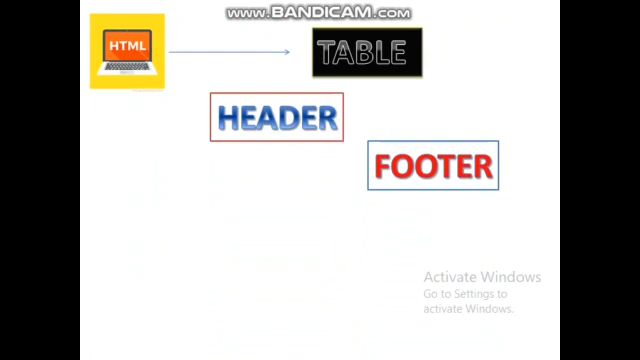 www.BANDICAM.com
HTML
TABLE
HEADER
FOOTER
Activate Windows
Go to Settings to
activate Windows.